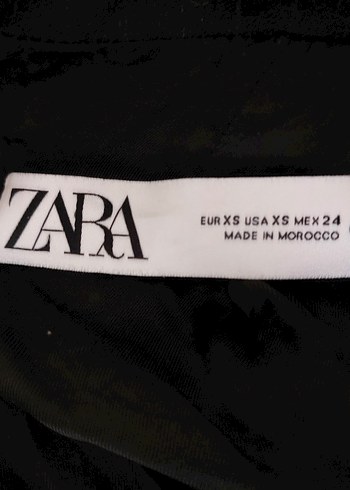 ZARA
EUR XS USA XS MEX 24
MADE IN MOROCCO